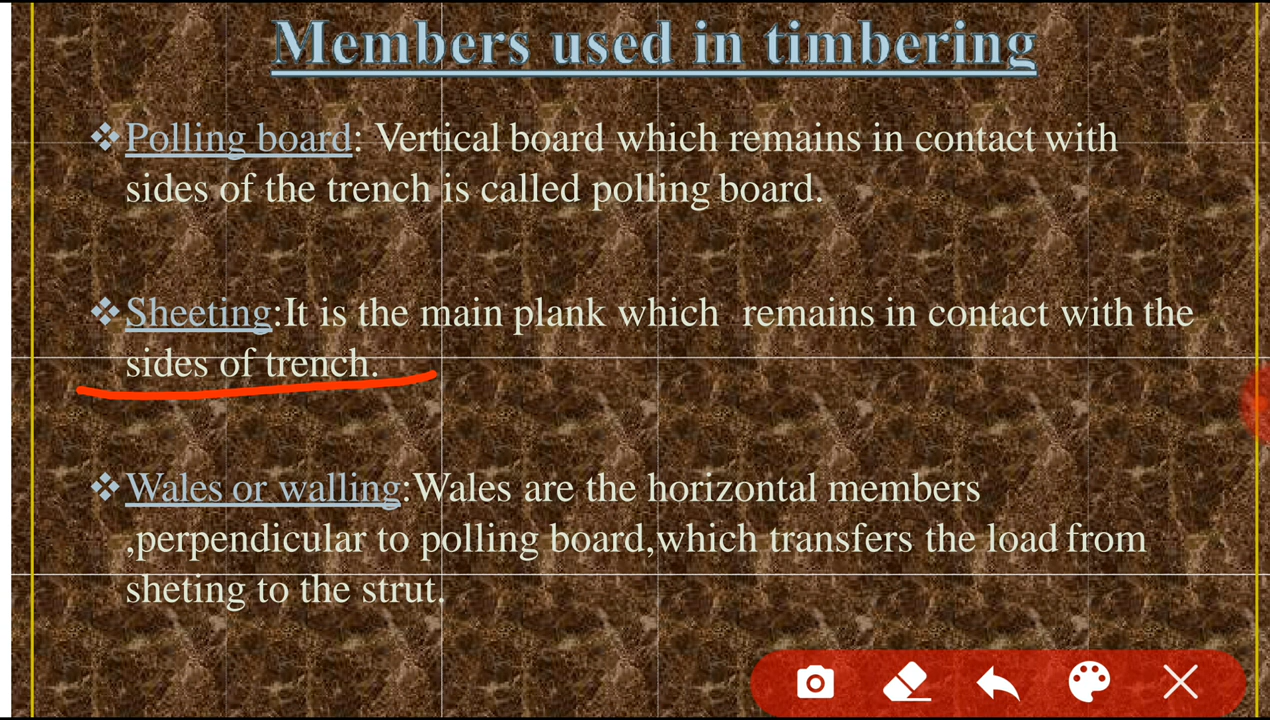 Members used in timbering
❖Polling board: Vertical board which remains in contact with
sides of the trench is called polling board.
❖Sheeting:It is the main plank which remains in contact with the
sides of trench.
❖Wales or walling:Wales are the horizontal members
,perpendicular to polling board,which transfers the load from
sheting to the strut.